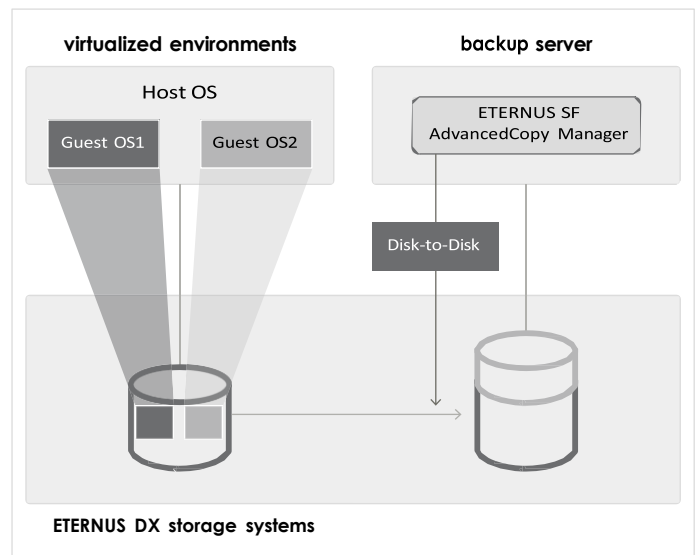 virtualized environments
backup server
Host OS
Guest OS1
Guest OS2
ETERNUS SF
AdvancedCopy Manager
Disk-to-Disk
ETERNUS DX storage systems